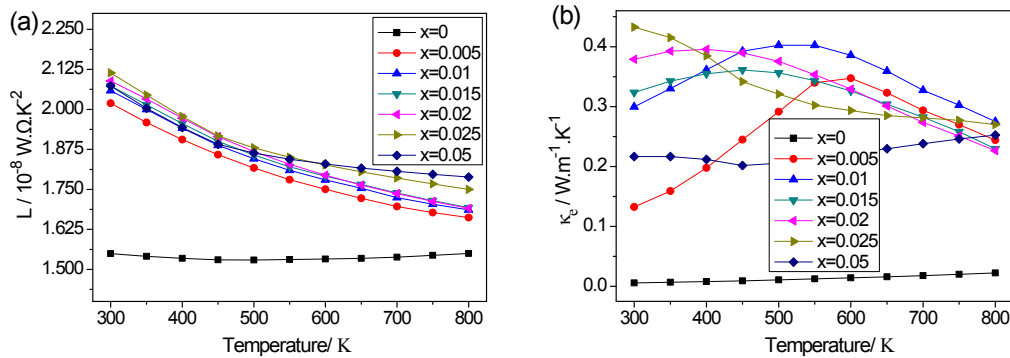 (a)
2.250
2.125
2.000
1.875
1.750
1.625
1.500
L / 10⁻⁸ W.ΩK⁻²
300 400 500 600 700 800
Temperature/ K
x=0
x=0.005
x=0.01
x=0.015
x=0.02
x=0.025
x=0.05
(b)
0.4
0.3
0.2
0.1
0.0
κₑ / W.m⁻¹.K⁻¹
300 400 500 600 700 800
Temperature/ K
x=0
x=0.005
x=0.01
x=0.015
x=0.02
x=0.025
x=0.05